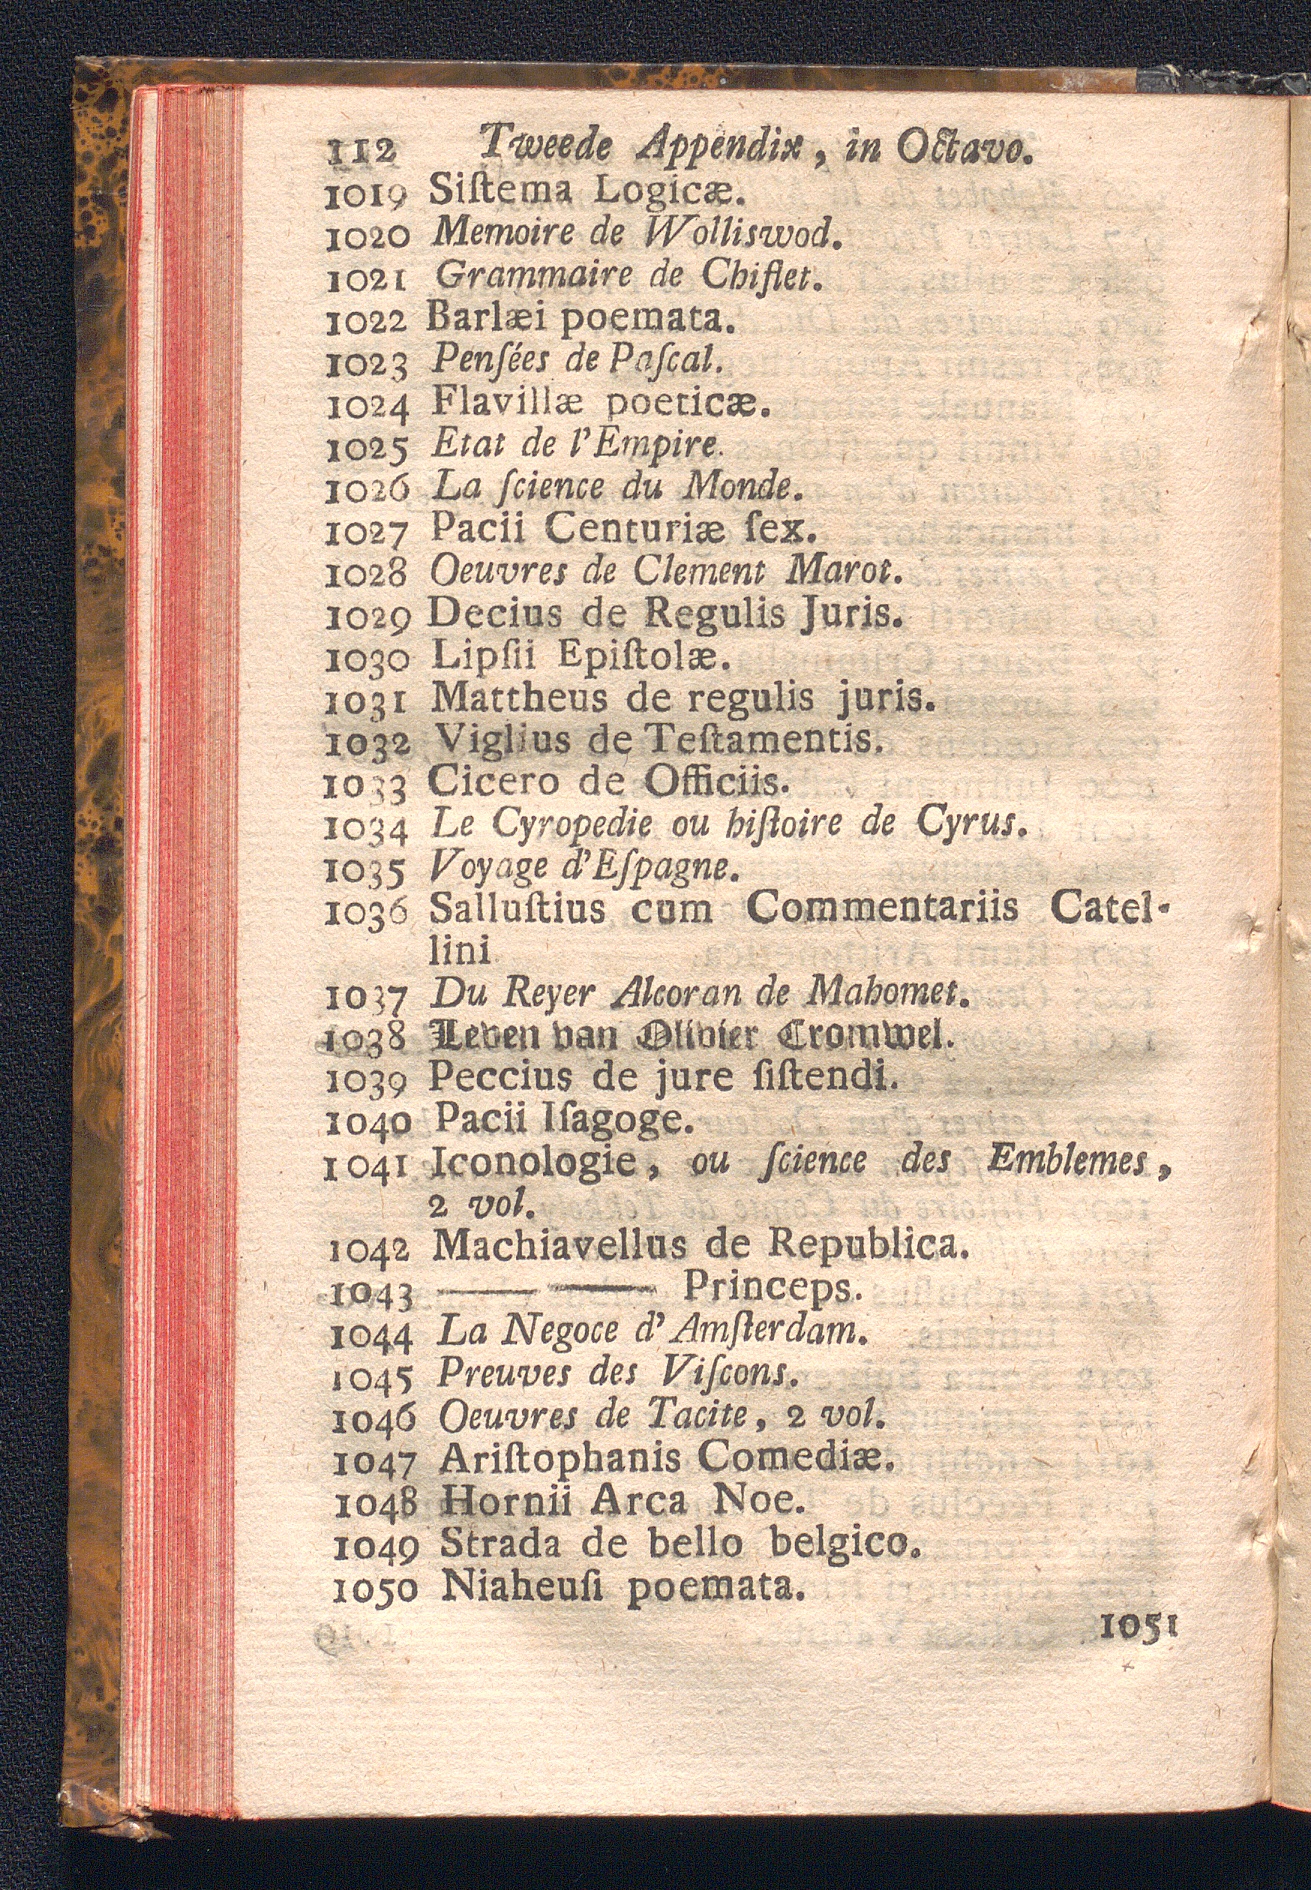 112 Tweede Appendix, in Octavo.
1019 Siſtema Logicæ.
1020 Memoire de Wolliswod.
1021 Grammaire de Chiflet.
1022 Barlæi poemata.
1023 Penſées de Paſcal.
1024 Flavillæ poeticæ.
1025 Etat de l'Empire.
1026 La ſcience du Monde.
1027 Pacii Centuriæ ſex.
1028 Oeuvres de Clement Marot.
1029 Decius de Regulis Juris.
1030 Lipſii Epiſtolæ.
1031 Mattheus de regulis juris.
1032 Viglius de Teſtamentis.
1033 Cicero de Officiis.
1034 Le Cyropedie ou hiſtoire de Cyrus.
1035 Voyage d'Eſpagne.
1036 Salluſtius cum Commentariis Catel-
lini
1037 Du Reyer Alcoran de Mahomet.
1038 Leven van Olivier Cromwel.
1039 Peccius de jure ſiſtendi.
1040 Pacii Iſagoge.
1041 Iconologie, ou ſcience des Emblemes,
2 vol.
1042 Machiavellus de Republica.
1043 —— —— Princeps.
1044 La Negoce d'Amſterdam.
1045 Preuves des Viſcons.
1046 Oeuvres de Tacite, 2 vol.
1047 Ariſtophanis Comediæ.
1048 Hornii Arca Noe.
1049 Strada de bello belgico.
1050 Niaheuſi poemata.
1051